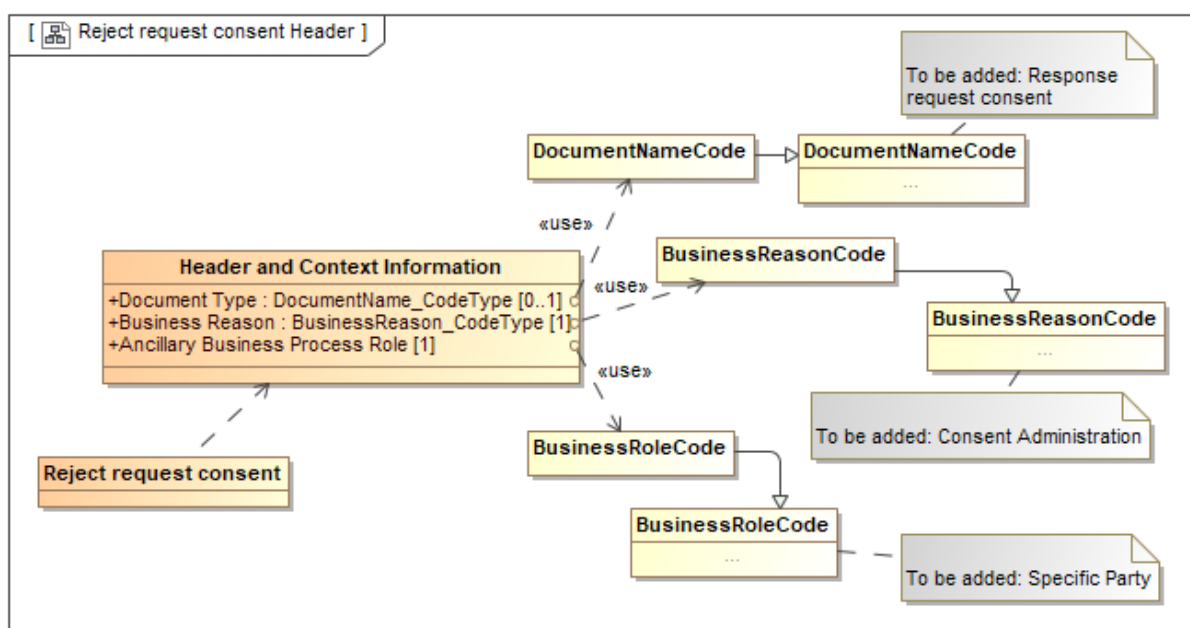 [ Reject request consent Header ]
To be added: Response
request consent
DocumentNameCode
DocumentNameCode
...
«use»
BusinessReasonCode
Header and Context Information
«use»
+Document Type : DocumentName_CodeType [0..1]
+Business Reason : BusinessReason_CodeType [1]
+Ancillary Business Process Role [1]
BusinessReasonCode
...
«use»
To be added: Consent Administration
BusinessRoleCode
Reject request consent
BusinessRoleCode
...
To be added: Specific Party